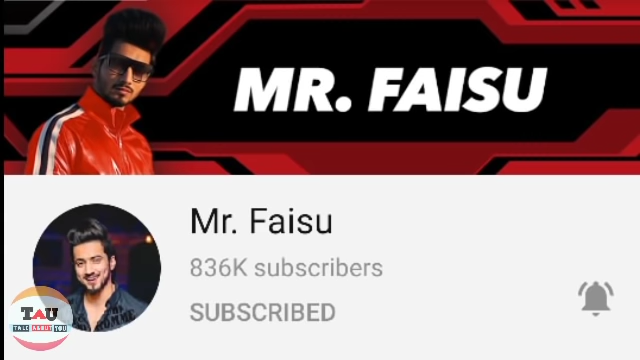 MR. FAISU
Mr. Faisu
836K subscribers
SUBSCRIBED
TAU
TALK ABOUT YOU